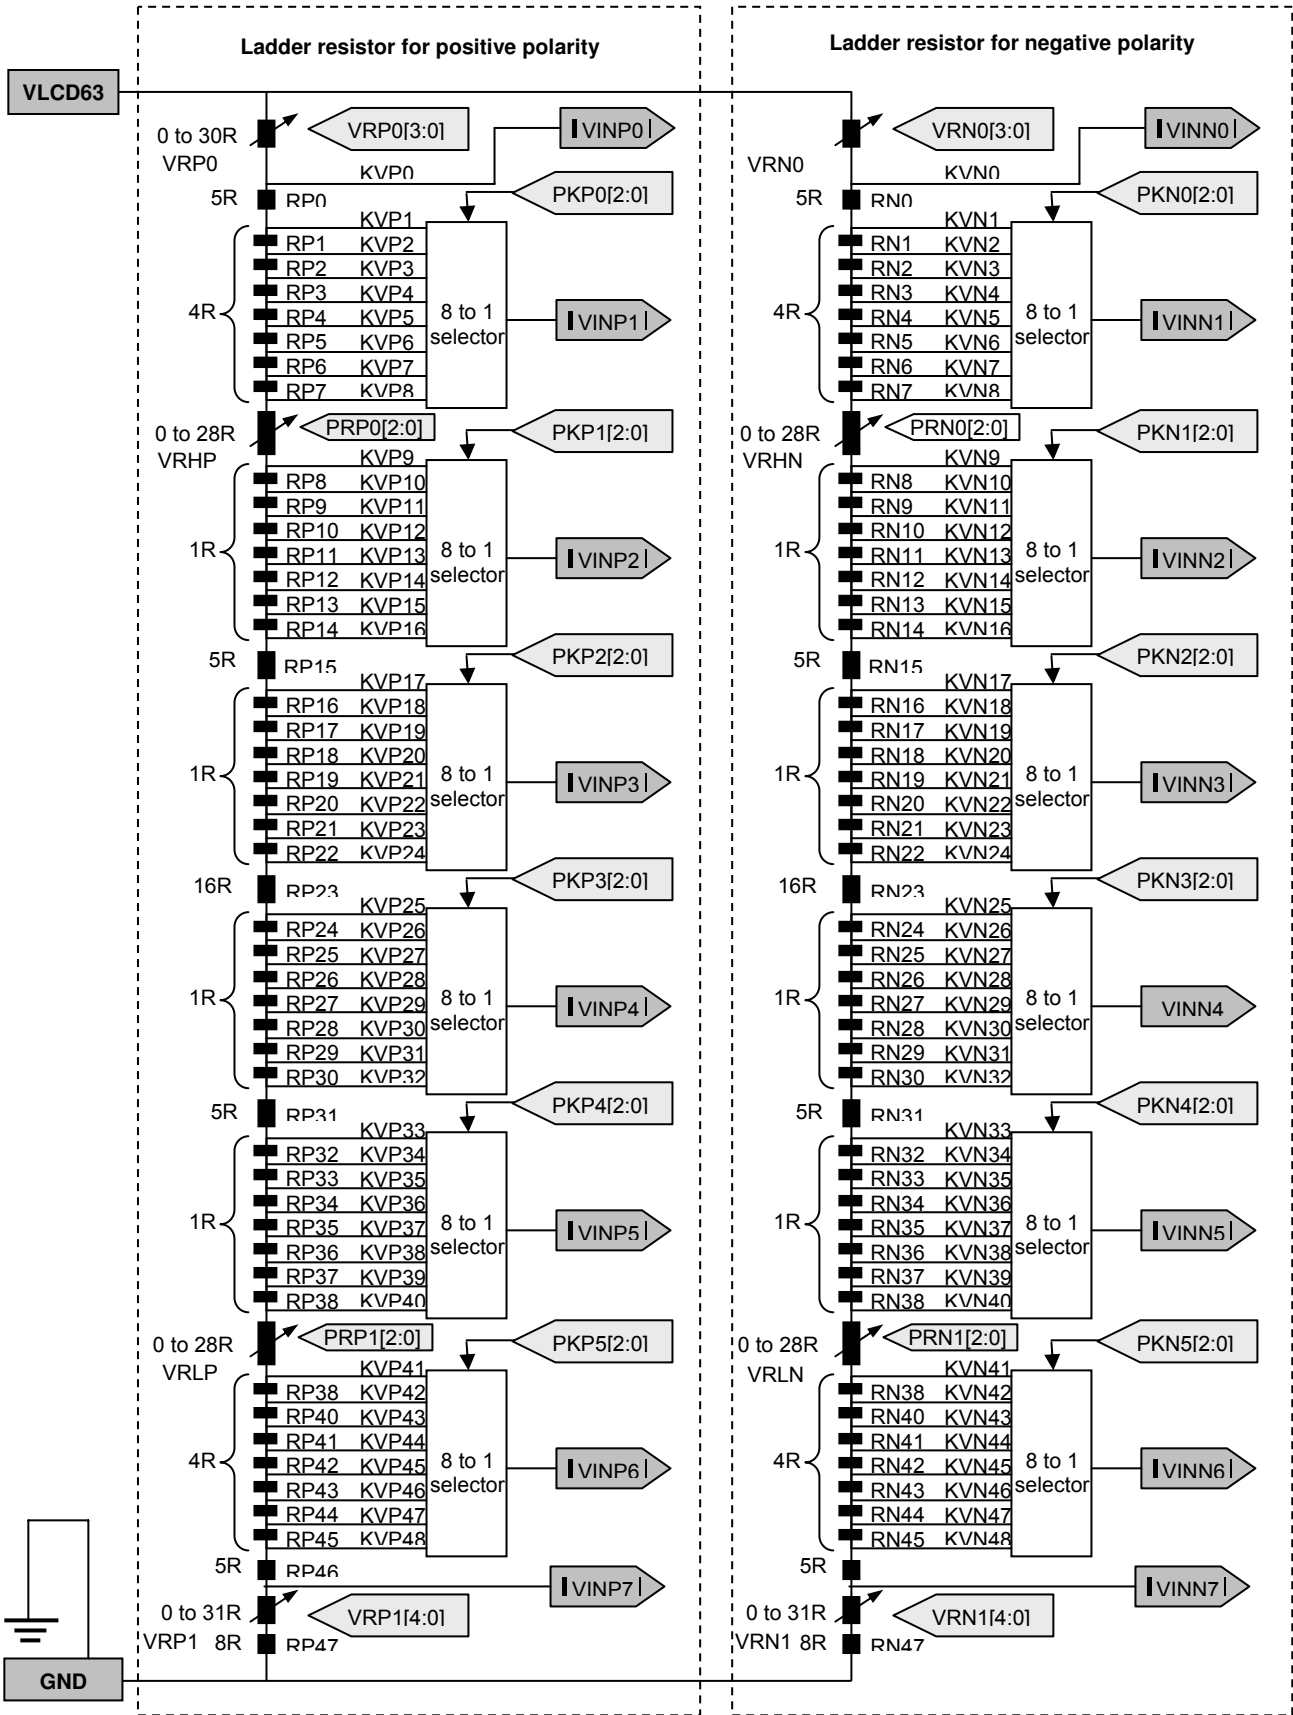 Ladder resistor for positive polarity
VLCD63
0 to 30R
VRP0
VRP0[3:0]
VINP0
KVP0
5R
RP0
PKP0[2:0]
KVP1
RP1 KVP2
RP2 KVP3
RP3 KVP4
4R
RP4 KVP5
RP5 KVP6
RP6 KVP7
RP7 KVP8
8 to 1
selector
VINP1
0 to 28R
VRHP
PRP0[2:0]
PKP1[2:0]
KVP9
RP8 KVP10
RP9 KVP11
RP10 KVP12
1R
RP11 KVP13
RP12 KVP14
RP13 KVP15
RP14 KVP16
8 to 1
selector
VINP2
5R
RP15
PKP2[2:0]
KVP17
RP16 KVP18
RP17 KVP19
RP18 KVP20
1R
RP19 KVP21
RP20 KVP22
RP21 KVP23
RP22 KVP24
8 to 1
selector
VINP3
16R
RP23
PKP3[2:0]
KVP25
RP24 KVP26
RP25 KVP27
RP26 KVP28
1R
RP27 KVP29
RP28 KVP30
RP29 KVP31
RP30 KVP32
8 to 1
selector
VINP4
5R
RP31
PKP4[2:0]
KVP33
RP32 KVP34
RP33 KVP35
RP34 KVP36
1R
RP35 KVP37
RP36 KVP38
RP37 KVP39
RP38 KVP40
8 to 1
selector
VINP5
0 to 28R
VRLP
PRP1[2:0]
PKP5[2:0]
KVP41
RP38 KVP42
RP40 KVP43
RP41 KVP44
4R
RP42 KVP45
RP43 KVP46
RP44 KVP47
RP45 KVP48
8 to 1
selector
VINP6
5R
RP46
VINP7
0 to 31R
VRP1
VRP1[4:0]
8R
RP47
GND
Ladder resistor for negative polarity
VRN0
VRN0[3:0]
VINN0
KVN0
5R
RN0
PKN0[2:0]
KVN1
RN1 KVN2
RN2 KVN3
RN3 KVN4
4R
RN4 KVN5
RN5 KVN6
RN6 KVN7
RN7 KVN8
8 to 1
selector
VINN1
0 to 28R
VRHN
PRN0[2:0]
PKN1[2:0]
KVN9
RN8 KVN10
RN9 KVN11
RN10 KVN12
1R
RN11 KVN13
RN12 KVN14
RN13 KVN15
RN14 KVN16
8 to 1
selector
VINN2
5R
RN15
PKN2[2:0]
KVN17
RN16 KVN18
RN17 KVN19
RN18 KVN20
1R
RN19 KVN21
RN20 KVN22
RN21 KVN23
RN22 KVN24
8 to 1
selector
VINN3
16R
RN23
PKN3[2:0]
KVN25
RN24 KVN26
RN25 KVN27
RN26 KVN28
1R
RN27 KVN29
RN28 KVN30
RN29 KVN31
RN30 KVN32
8 to 1
selector
VINN4
5R
RN31
PKN4[2:0]
KVN33
RN32 KVN34
RN33 KVN35
RN34 KVN36
1R
RN35 KVN37
RN36 KVN38
RN37 KVN39
RN38 KVN40
8 to 1
selector
VINN5
0 to 28R
VRLN
PRN1[2:0]
PKN5[2:0]
KVN41
RN38 KVN42
RN40 KVN43
RN41 KVN44
4R
RN42 KVN45
RN43 KVN46
RN44 KVN47
RN45 KVN48
8 to 1
selector
VINN6
5R
VINN7
0 to 31R
VRN1
VRN1[4:0]
8R
RN47